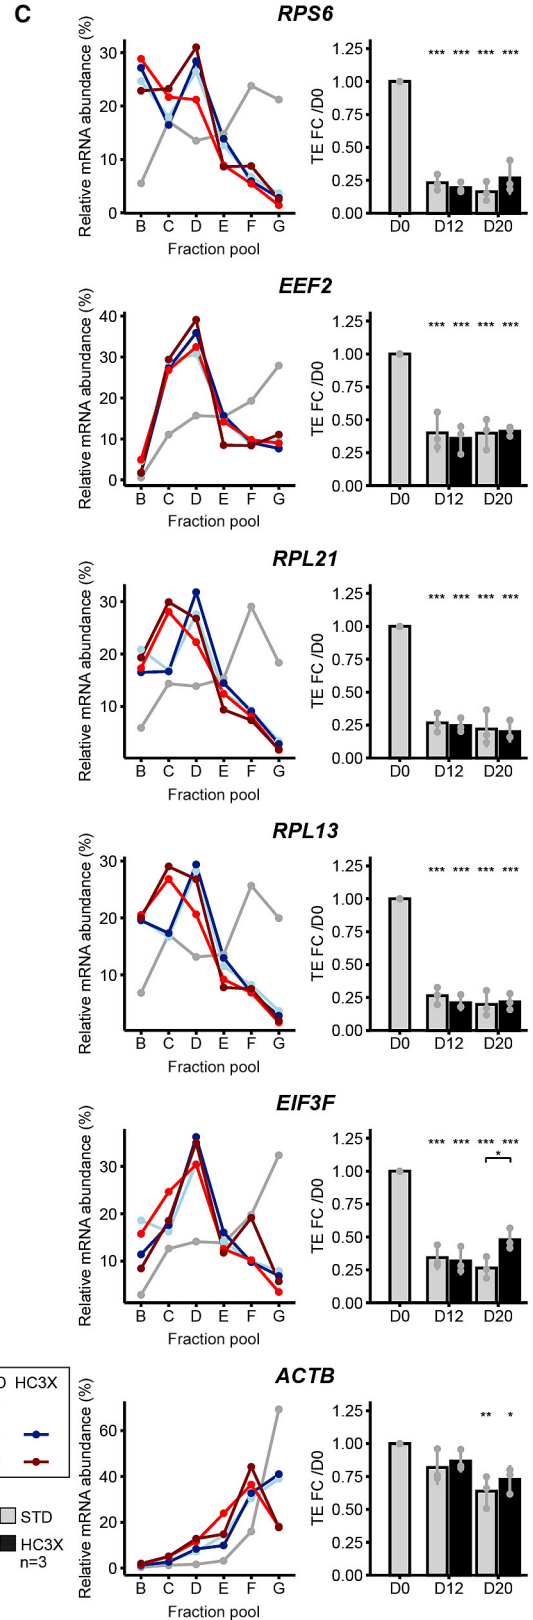 C
RPS6
Relative mRNA abundance (%)
30
20
10
0
B C D E F G
Fraction pool
TE FC /D0
1.25
1.00
0.75
0.50
0.25
0.00
*** *** *** ***
D0 D12 D20
EEF2
Relative mRNA abundance (%)
40
30
20
10
0
B C D E F G
Fraction pool
TE FC /D0
1.25
1.00
0.75
0.50
0.25
0.00
*** *** *** ***
D0 D12 D20
RPL21
Relative mRNA abundance (%)
30
20
10
B C D E F G
Fraction pool
TE FC /D0
1.25
1.00
0.75
0.50
0.25
0.00
*** *** *** ***
D0 D12 D20
RPL13
Relative mRNA abundance (%)
30
20
10
B C D E F G
Fraction pool
TE FC /D0
1.25
1.00
0.75
0.50
0.25
0.00
*** *** *** ***
D0 D12 D20
EIF3F
Relative mRNA abundance (%)
30
20
10
B C D E F G
Fraction pool
TE FC /D0
1.25
1.00
0.75
0.50
0.25
0.00
*** *** *** ***
*
D0 D12 D20
ACTB
HC3X
STD
HC3X
n=3
Relative mRNA abundance (%)
60
40
20
0
B C D E F G
Fraction pool
TE FC /D0
1.25
1.00
0.75
0.50
0.25
0.00
** *
D0 D12 D20